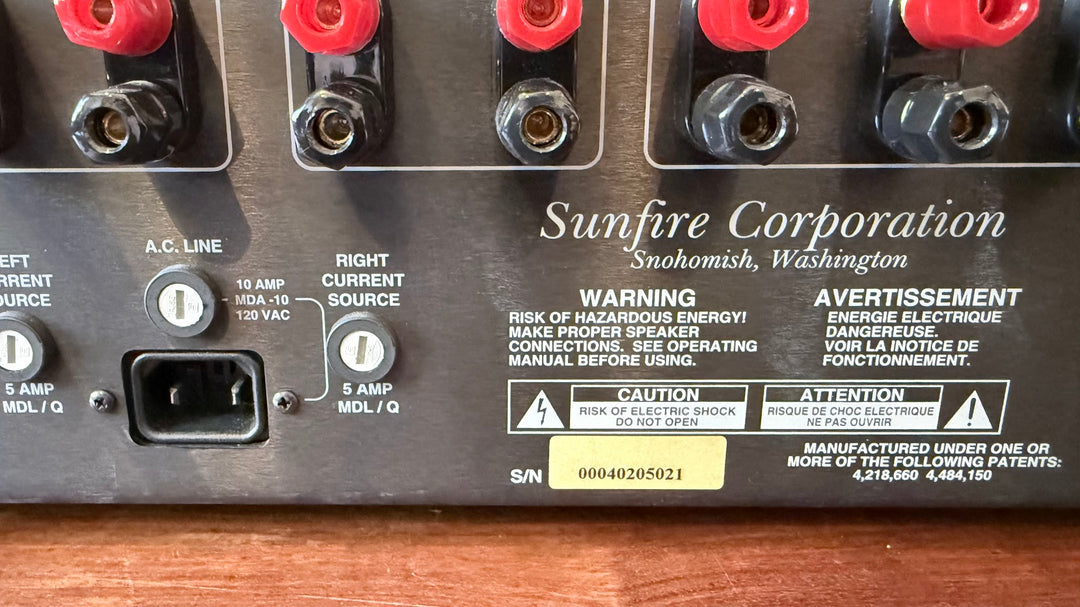 Sunfire Corporation
Snohomish, Washington
A.C. LINE
10 AMP
MDA -10
120 VAC
EFT
RRENT
OURCE
5 AMP
MDL / Q
RIGHT
CURRENT
SOURCE
5 AMP
MDL / Q
WARNING
RISK OF HAZARDOUS ENERGY!
MAKE PROPER SPEAKER
CONNECTIONS. SEE OPERATING
MANUAL BEFORE USING.
AVERTISSEMENT
ENERGIE ELECTRIQUE
DANGEREUSE.
VOIR LA INOTICE DE
FONCTIONNEMENT.
CAUTION
RISK OF ELECTRIC SHOCK
DO NOT OPEN
ATTENTION
RISQUE DE CHOC ELECTRIQUE
NE PAS OUVRIR
S/N 00040205021
MANUFACTURED UNDER ONE OR
MORE OF THE FOLLOWING PATENTS:
4,218,660 4,484,150